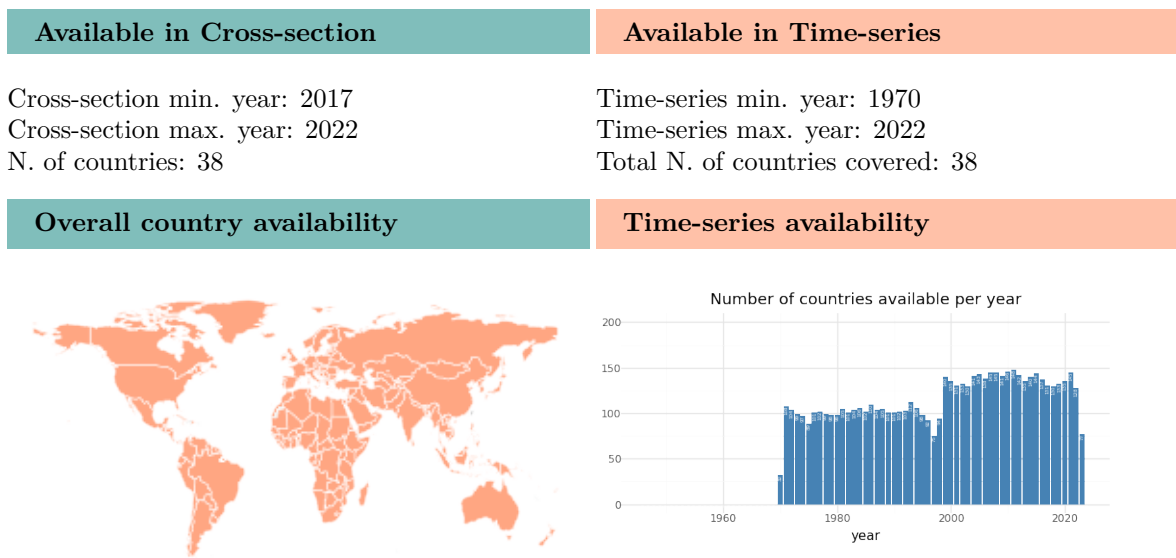 Available in Cross-section
Available in Time-series
Cross-section min. year: 2017
Cross-section max. year: 2022
N. of countries: 38
Time-series min. year: 1970
Time-series max. year: 2022
Total N. of countries covered: 38
Overall country availability
Time-series availability
Number of countries available per year
200
150
100
50
0
1960
1980
2000
2020
year